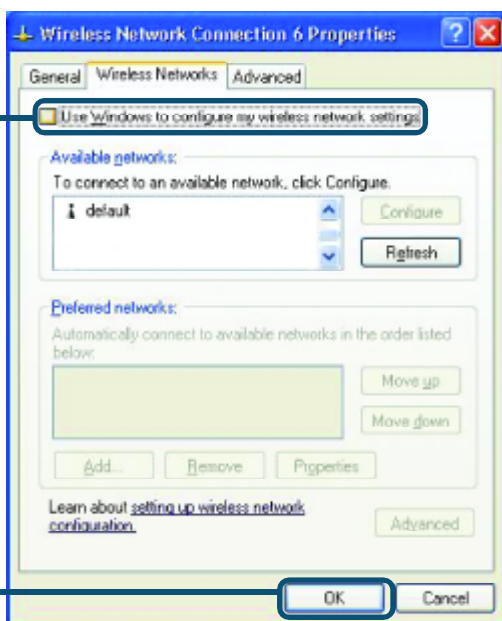 Wireless Network Connection 6 Properties
General Wireless Networks Advanced
Use Windows to configure my wireless network settings
Available networks:
To connect to an available network, click Configure.
default
Configure
Refresh
Preferred networks:
Automatically connect to available networks in the order listed
below:
Move up
Move down
Add... Remove Properties
Learn about setting up wireless network
configuration.
Advanced
OK Cancel